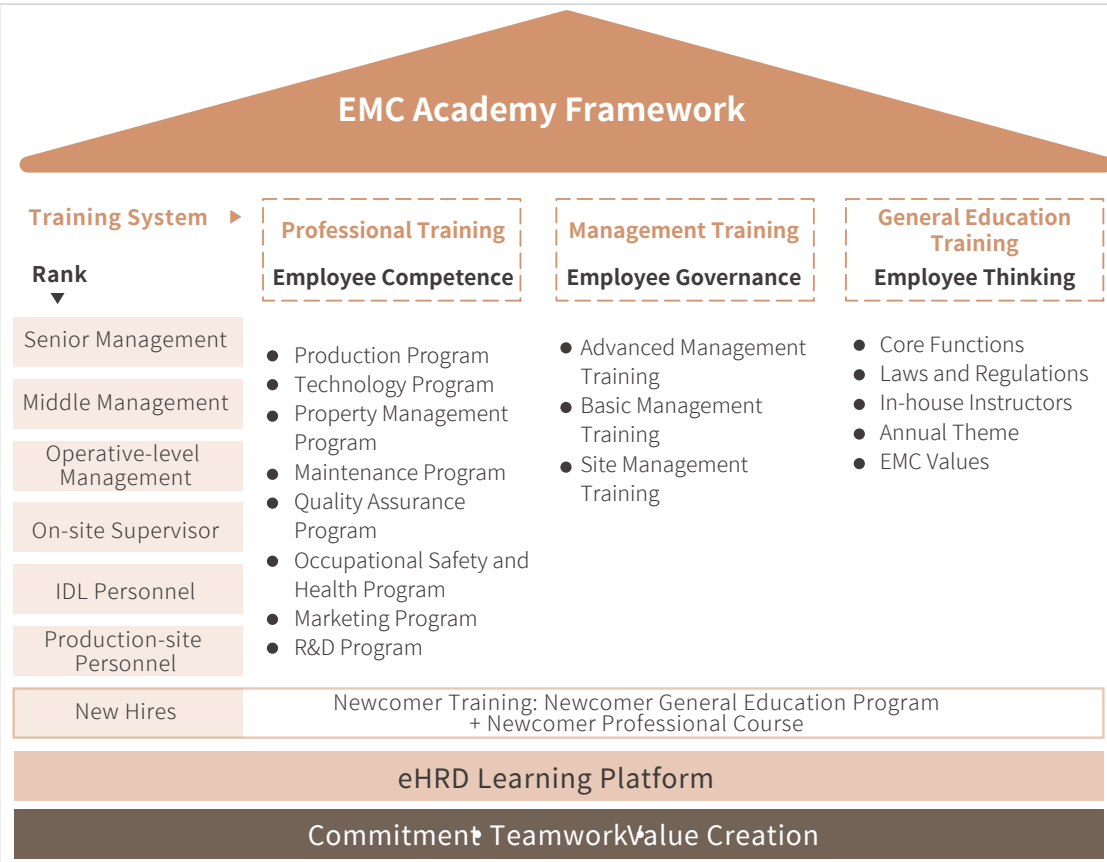 EMC Academy Framework
Training System
Professional Training
Employee Competence
Management Training
Employee Governance
General Education
Training
Employee Thinking
Rank
Senior Management
Middle Management
Operative-level
Management
On-site Supervisor
IDL Personnel
Production-site
Personnel
● Production Program
● Technology Program
● Property Management
Program
● Maintenance Program
● Quality Assurance
Program
● Occupational Safety and
Health Program
● Marketing Program
● R&D Program
● Advanced Management
Training
● Basic Management
Training
● Site Management
Training
● Core Functions
● Laws and Regulations
● In-house Instructors
● Annual Theme
● EMC Values
New Hires
Newcomer Training: Newcomer General Education Program
+ Newcomer Professional Course
eHRD Learning Platform
Commitment• Teamwork•Value Creation